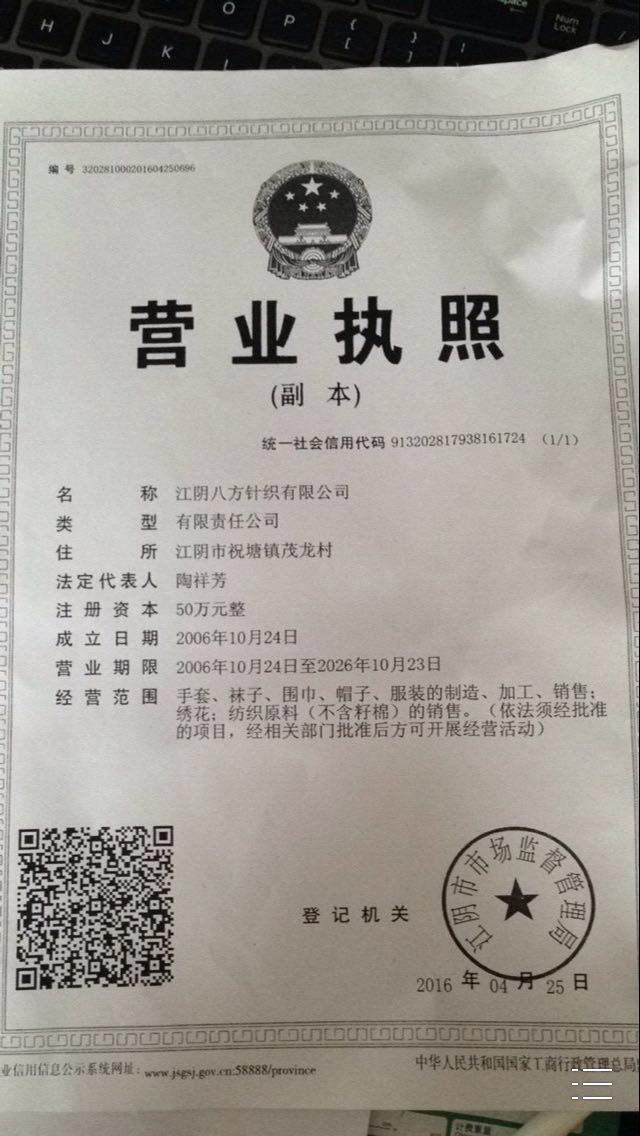 H J K L O P { [ } ] Num Lock
编号 320281000201604250696
营业执照
(副 本)
统一社会信用代码 913202817938161724 (1/1)
名称 江阴八方针织有限公司
类型 有限责任公司
住所 江阴市祝塘镇茂龙村
法定代表人 陶祥芳
注册资本 50万元整
成立日期 2006年10月24日
营业期限 2006年10月24日至2026年10月23日
经营范围 手套、袜子、围巾、帽子、服装的制造、加工、销售；
绣花；纺织原料（不含籽棉）的销售。（依法须经批准
的项目，经相关部门批准后方可开展经营活动）
江阴市市场监督管理局
登记机关
2016 年 04 月 25 日
业信用信息公示系统网址：www.jsgsj.gov.cn:58888/province
中华人民共和国国家工商行政管理总局
计费重量